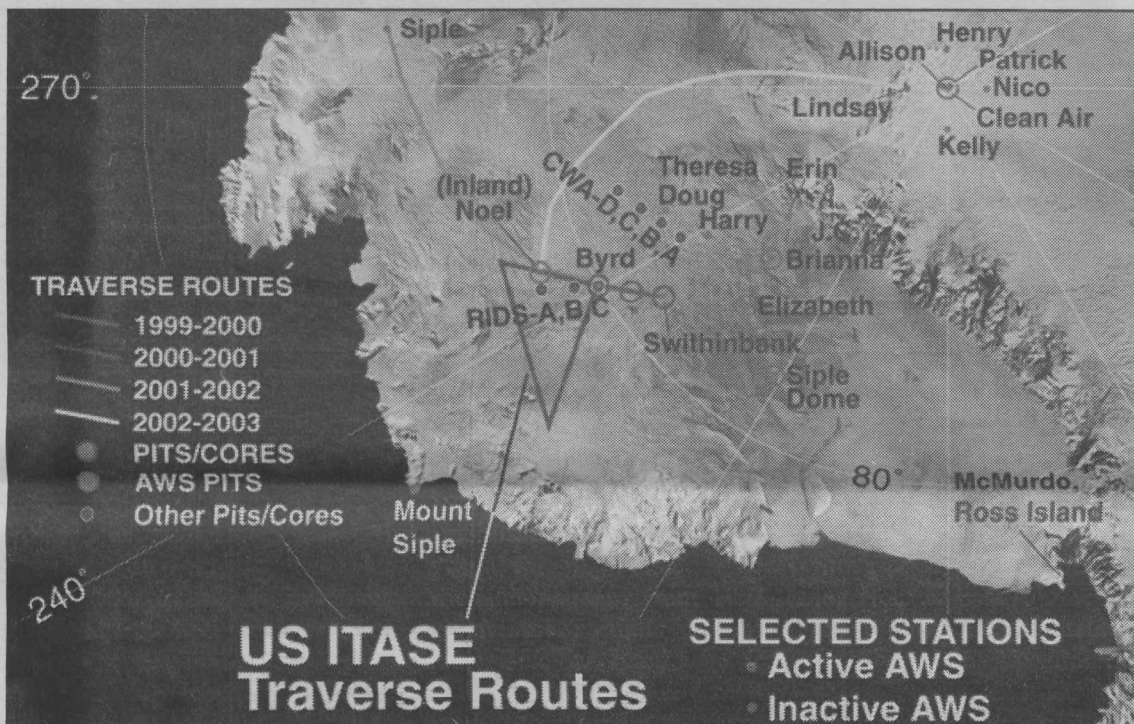 Siple
Henry
Allison
Patrick
270°
Nico
Lindsay
Clean Air
Kelly
CWA-D,C,B,A
Theresa
Erin
(Inland)
Noel
Doug
Harry
J.C.
Byrd
Brianna
TRAVERSE ROUTES
RIDS-A,B,C
Elizabeth
1999-2000
2000-2001
Swithinbank
2001-2002
Siple
Dome
2002-2003
PITS/CORES
AWS PITS
80°
McMurdo,
Ross Island
Other Pits/Cores
Mount
Siple
240°
US ITASE
Traverse Routes
SELECTED STATIONS
Active AWS
Inactive AWS